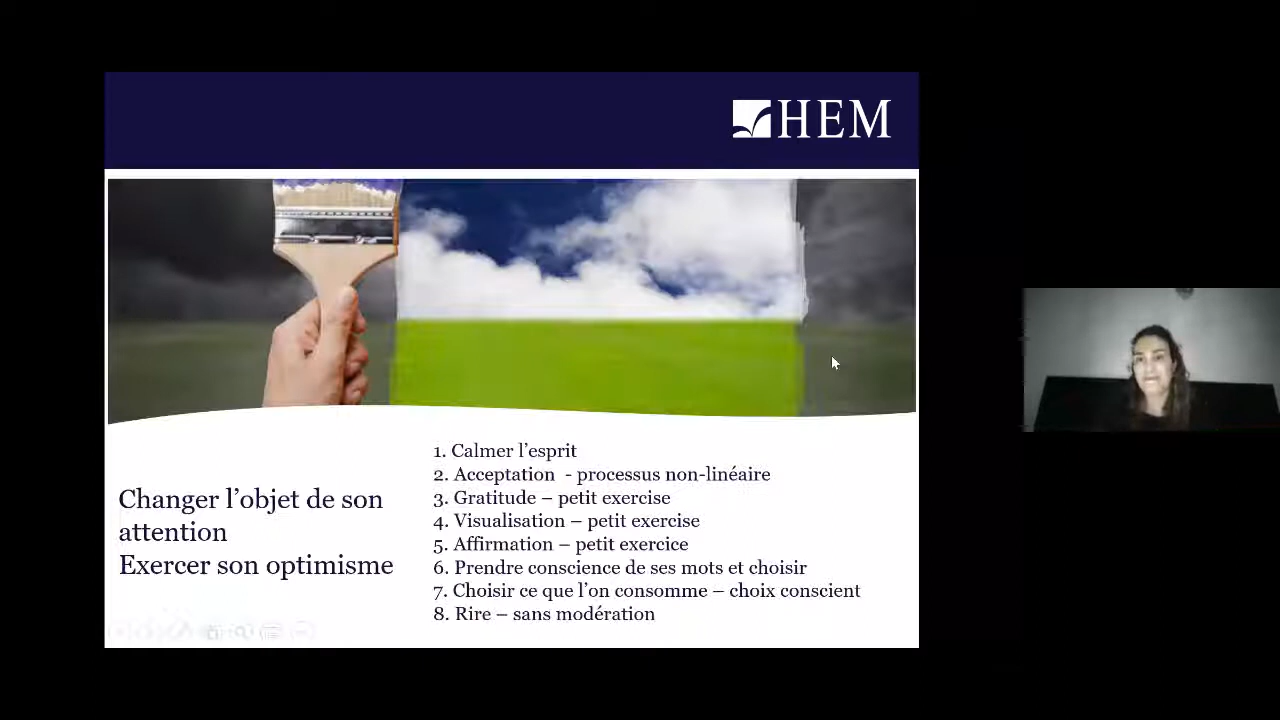 HEM
Changer l’objet de son
attention
Exercer son optimisme
1. Calmer l’esprit
2. Acceptation  - processus non-linéaire
3. Gratitude – petit exercise
4. Visualisation – petit exercise
5. Affirmation – petit exercice
6. Prendre conscience de ses mots et choisir
7. Choisir ce que l’on consomme – choix conscient
8. Rire – sans modération